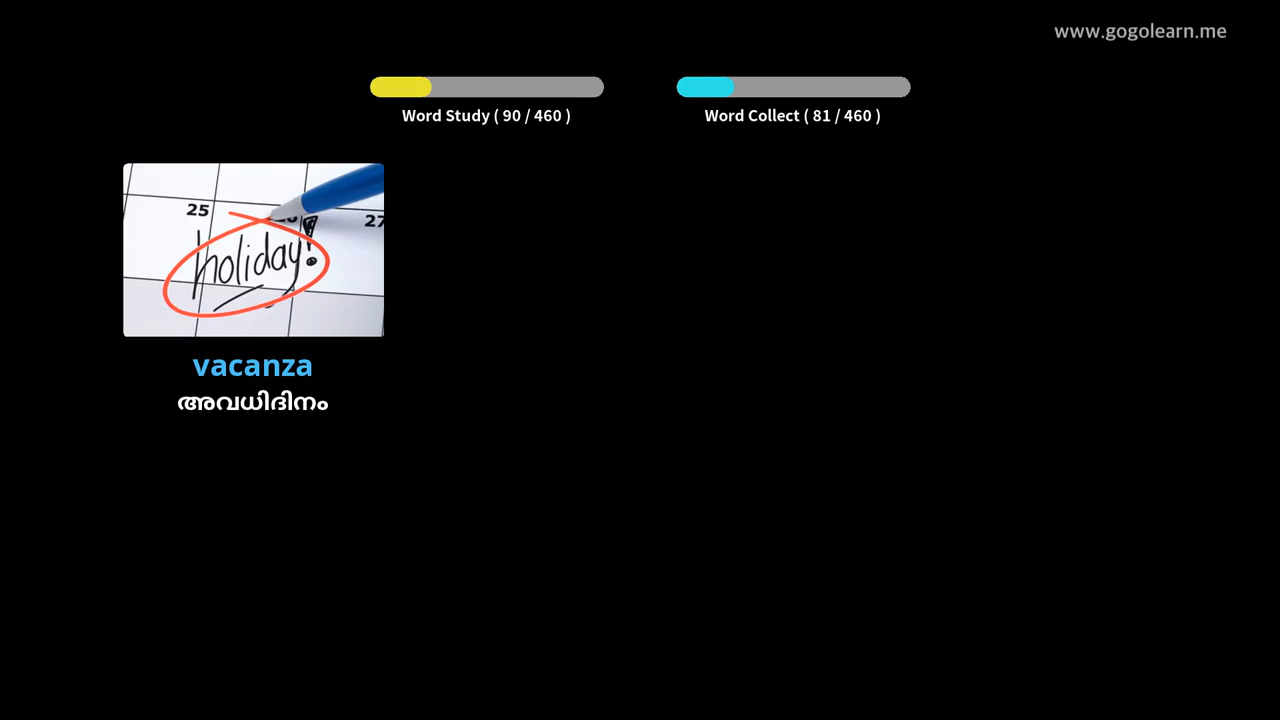 www.gogolearn.me
Word Study ( 90 / 460 )
Word Collect ( 81 / 460 )
25
27
holiday!
vacanza
അവധിദിനം